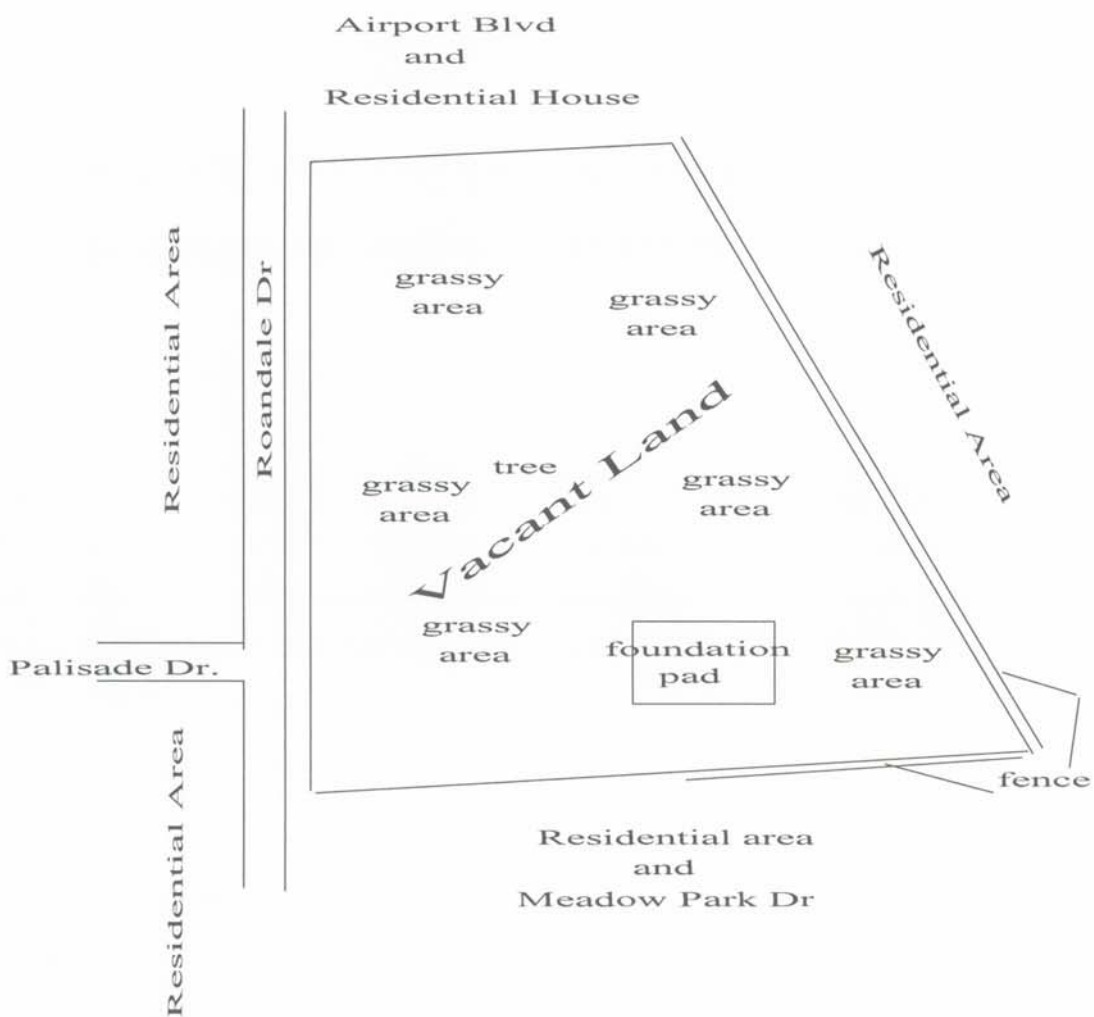 Airport Blvd
and
Residential House
Residential Area
Roandale Dr
Residential Area
grassy
area
grassy
area
Vacant Land
tree
grassy
area
grassy
area
grassy
area
foundation
pad
grassy
area
Palisade Dr.
Residential Area
fence
Residential area
and
Meadow Park Dr